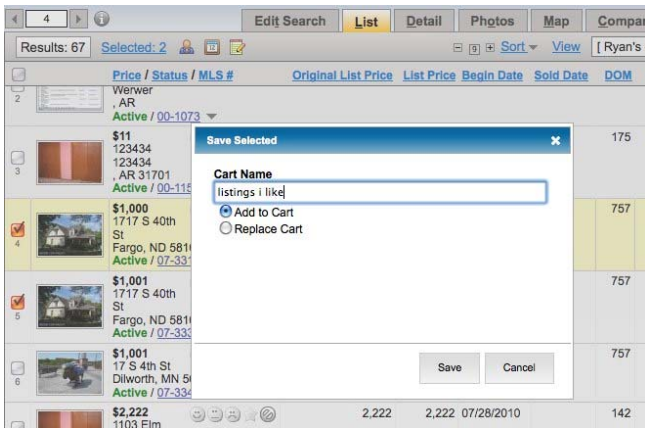 4 Edit Search List Detail Photos Map Compar
Results: 67 Selected: 2 9 Sort View [ Ryan's
Price / Status / MLS # Original List Price List Price Begin Date Sold Date DOM
2 Werwer
, AR
Active / 00-1073
$11 175
123434
123434
3 , AR 31701
Active / 00-115
$1,000 757
1717 S 40th
St
4 Fargo, ND 581
Active / 07-331
$1,001 757
1717 S 40th
St
5 Fargo, ND 581
Active / 07-333
$1,001 757
17 S 4th St
6 Dilworth, MN 5
Active / 07-334
$2,222 2,222 2,222 07/28/2010 142
1103 Elm
Save Selected
Cart Name
listings i like
Add to Cart
Replace Cart
Save Cancel